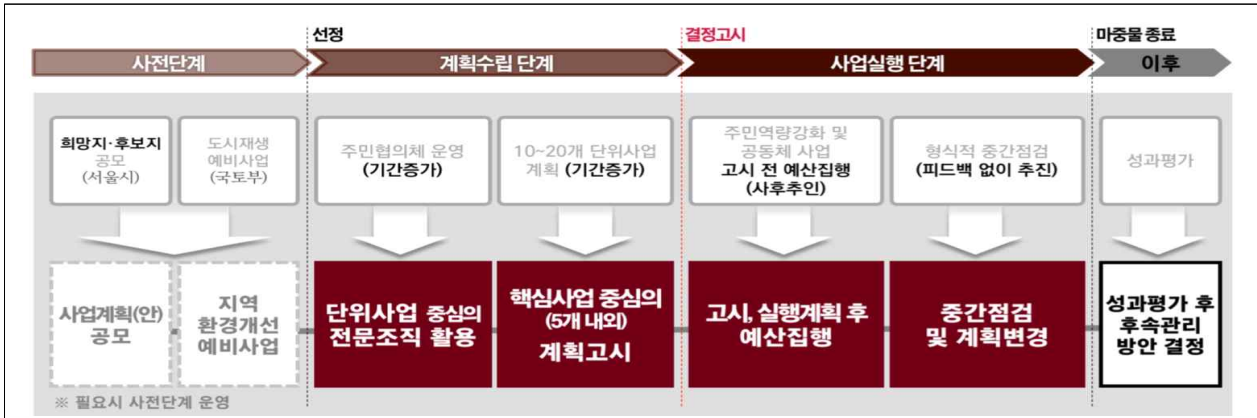 선정
결정고시
마중물 종료
사전단계
계획수립 단계
사업실행 단계
이후
희망지·후보지
공모
(서울시)
도시재생
예비사업
(국토부)
주민협의체 운영
(기간증가)
10~20개 단위사업
계획 (기간증가)
주민역량강화 및
공동체 사업
고시 전 예산집행
(사후추인)
형식적 중간점검
(피드백 없이 추진)
성과평가
사업계획(안)
공모
지역
환경개선
예비사업
단위사업 중심의
전문조직 활용
핵심사업 중심의
(5개 내외)
계획고시
고시, 실행계획 후
예산집행
중간점검
및 계획변경
성과평가 후
후속관리
방안 결정
※ 필요시 사전단계 운영